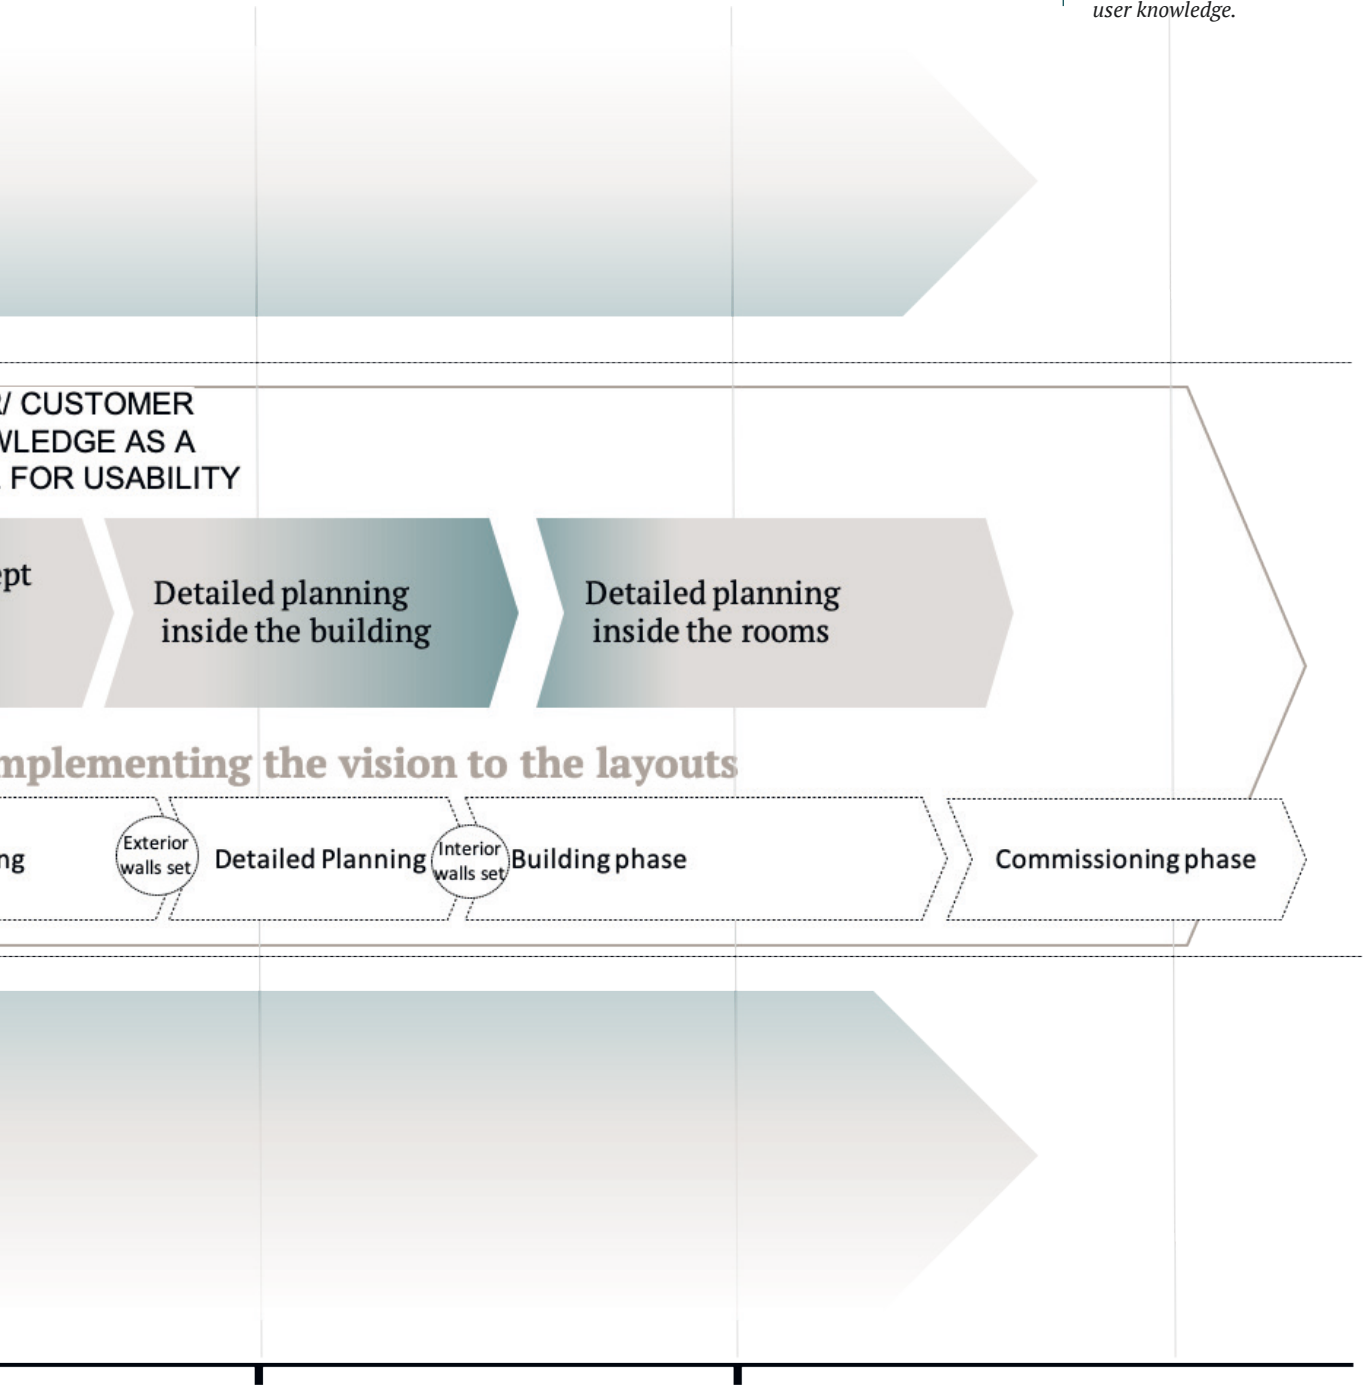 user knowledge.
R/ CUSTOMER
WLEDGE AS A
FOR USABILITY
ept
Detailed planning
inside the building
Detailed planning
inside the rooms
mplementing the vision to the layouts
ng
Exterior
walls set
Detailed Planning
Interior
walls set
Building phase
Commissioning phase